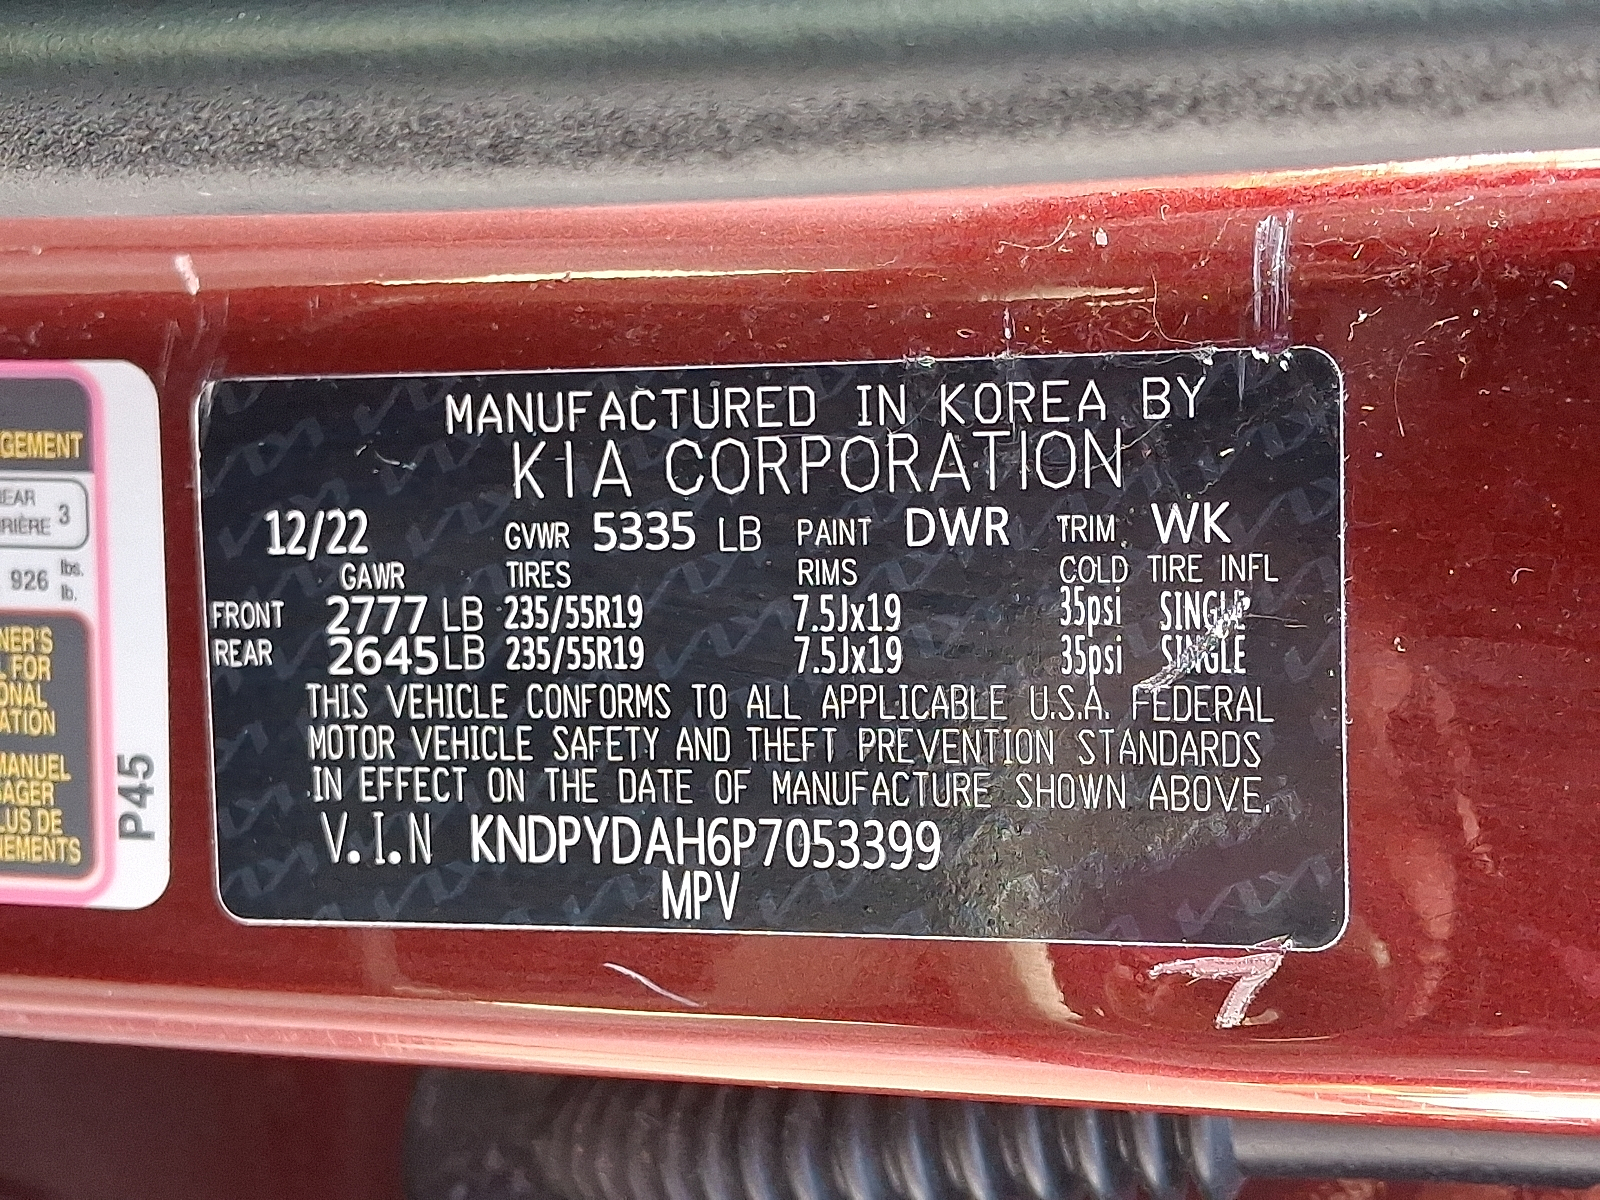 GEMENT
EAR
RIÈRE 3
926 lbs.
lb.
NER'S
L FOR
ONAL
ATION
MANUEL
AGER
LUS DE
NEMENTS
P45
MANUFACTURED IN KOREA BY
KIA CORPORATION
12/22 GVWR 5335 LB PAINT DWR TRIM WK
GAWR TIRES RIMS COLD TIRE INFL
FRONT 2777 LB 235/55R19 7.5Jx19 35psi SINGLE
REAR 2645 LB 235/55R19 7.5Jx19 35psi SINGLE
THIS VEHICLE CONFORMS TO ALL APPLICABLE U.S.A. FEDERAL
MOTOR VEHICLE SAFETY AND THEFT PREVENTION STANDARDS
IN EFFECT ON THE DATE OF MANUFACTURE SHOWN ABOVE.
V.I.N KNDPYDAH6P7053399
MPV
7